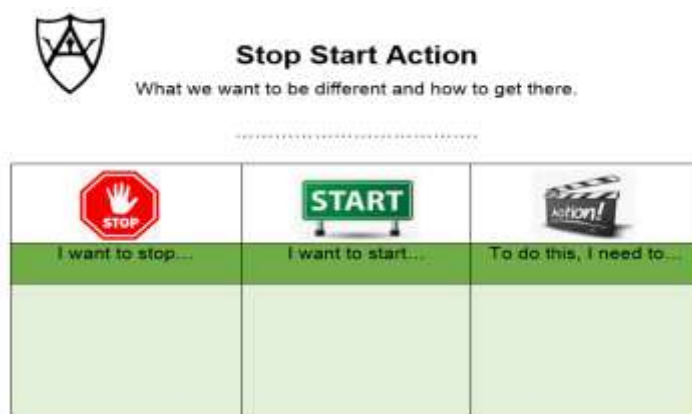 Stop Start Action
What we want to be different and how to get there.
....................................
STOP
START
Action!
I want to stop...
I want to start...
To do this, I need to...